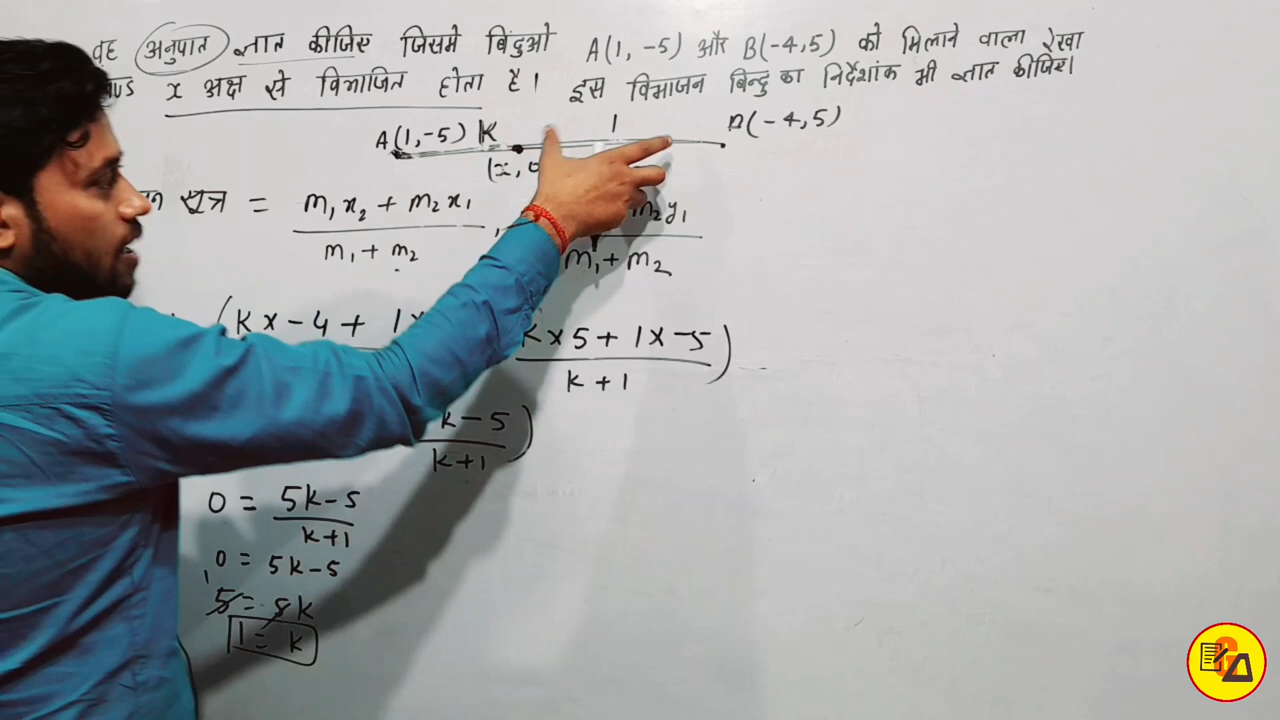 वह अनुपात ज्ञात कीजिए जिसमे बिंदुओ A(1, -5) और B(-4,5) को मिलाने वाला रेखा
x अक्ष से विभाजित होता है। इस विभाजन बिन्दु का निर्देशांक भी ज्ञात कीजिए।
A(1,-5) K 1 (-4,5)
(x,
सूत्र = m₁x₂ + m₂x₁ / m₁ + m₂ , m₂y₁ / m₁ + m₂
(Kx-4 + 1x Kx5 + 1x-5 / K+1)
K-5 / K+1)
0 = 5K-5 / K+1
0 = 5K-5
1 5 = 5K
1 = K